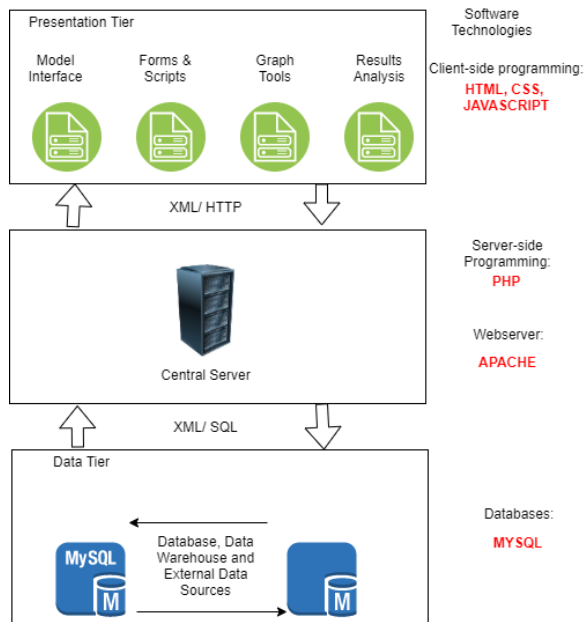 Presentation Tier
Software
Technologies
Model
Interface
Forms &
Scripts
Graph
Tools
Results
Analysis
Client-side programming:
HTML, CSS,
JAVASCRIPT
XML/ HTTP
Server-side
Programming:
PHP
Webserver:
APACHE
Central Server
XML/ SQL
Data Tier
Databases:
MYSQL
MySQL
M
Database, Data
Warehouse and
External Data
Sources
M